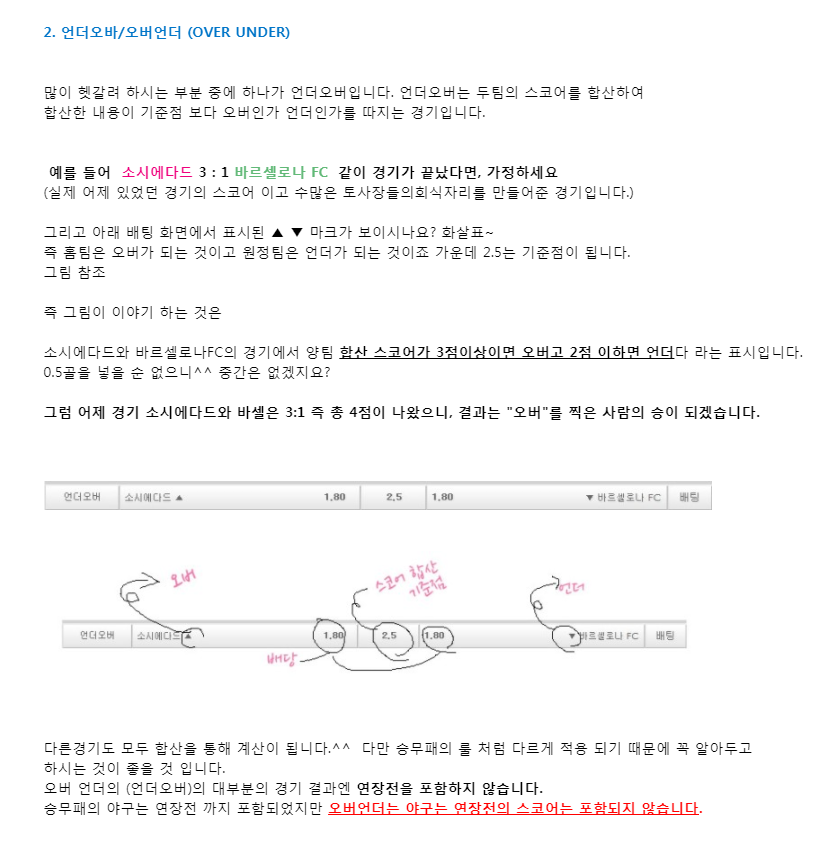 2. 언더오바/오버언더 (OVER UNDER)
많이 헷갈려 하시는 부분 중에 하나가 언더오버입니다. 언더오버는 두팀의 스코어를 합산하여
합산한 내용이 기준점 보다 오버인가 언더인가를 따지는 경기입니다.
예를 들어 소시에다드 3 : 1 바르셀로나 FC 같이 경기가 끝났다면, 가정하세요
(실제 어제 있었던 경기의 스코어 이고 수많은 토사장들의회식자리를 만들어준 경기입니다.)
그리고 아래 배팅 화면에서 표시된 ▲ ▼ 마크가 보이시나요? 화살표~
즉 홈팀은 오버가 되는 것이고 원정팀은 언더가 되는 것이죠 가운데 2.5는 기준점이 됩니다.
그림 참조
즉 그림이 이야기 하는 것은
소시에다드와 바르셀로나FC의 경기에서 양팀 합산 스코어가 3점이상이면 오버고 2점 이하면 언더다 라는 표시입니다.
0.5골을 넣을 순 없으니^^ 중간은 없겠지요?
그럼 어제 경기 소시에다드와 바셀은 3:1 즉 총 4점이 나왔으니, 결과는 "오버"를 찍은 사람의 승이 되겠습니다.
언더오버 소시에다드 ▲ 1,80 2,5 1,80 ▼ 바르셀로나 FC 배팅
오버 스코어 합산 언더
기준점
언더오버 소시에다드 ▲ 1,80 2,5 1,80 ▼ 바르셀로나 FC 배팅
배당
다른경기도 모두 합산을 통해 계산이 됩니다.^^ 다만 승무패의 룰 처럼 다르게 적용 되기 때문에 꼭 알아두고
하시는 것이 좋을 것 입니다.
오버 언더의 (언더오버)의 대부분의 경기 결과엔 연장전을 포함하지 않습니다.
승무패의 야구는 연장전 까지 포함되었지만 오버언더는 야구는 연장전의 스코어는 포함되지 않습니다.